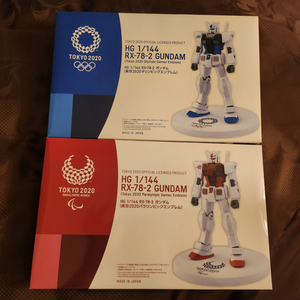 TOKYO 2020
TOKYO 2020 OFFICIAL LICENSED PRODUCT
HG 1/144
RX-78-2 GUNDAM
(Tokyo 2020 Olympic Games Emblem)
HG 1/144 RX-78-2 ガンダム
(東京2020オリンピックエンブレム)
MADE IN JAPAN
TOKYO 2020
PARALYMPIC GAMES
TOKYO 2020 OFFICIAL LICENSED PRODUCT
HG 1/144
RX-78-2 GUNDAM
(Tokyo 2020 Paralympic Games Emblem)
HG 1/144 RX-78-2 ガンダム
(東京2020パラリンピックエンブレム)
MADE IN JAPAN